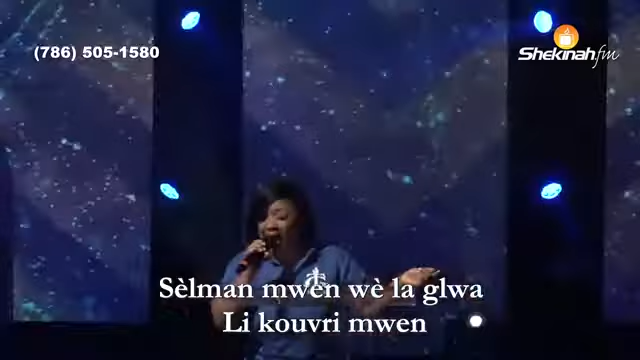 (786) 505-1580
Shekinah.fm
Sèlman mwen wè la glwa
Li kouvri mwen